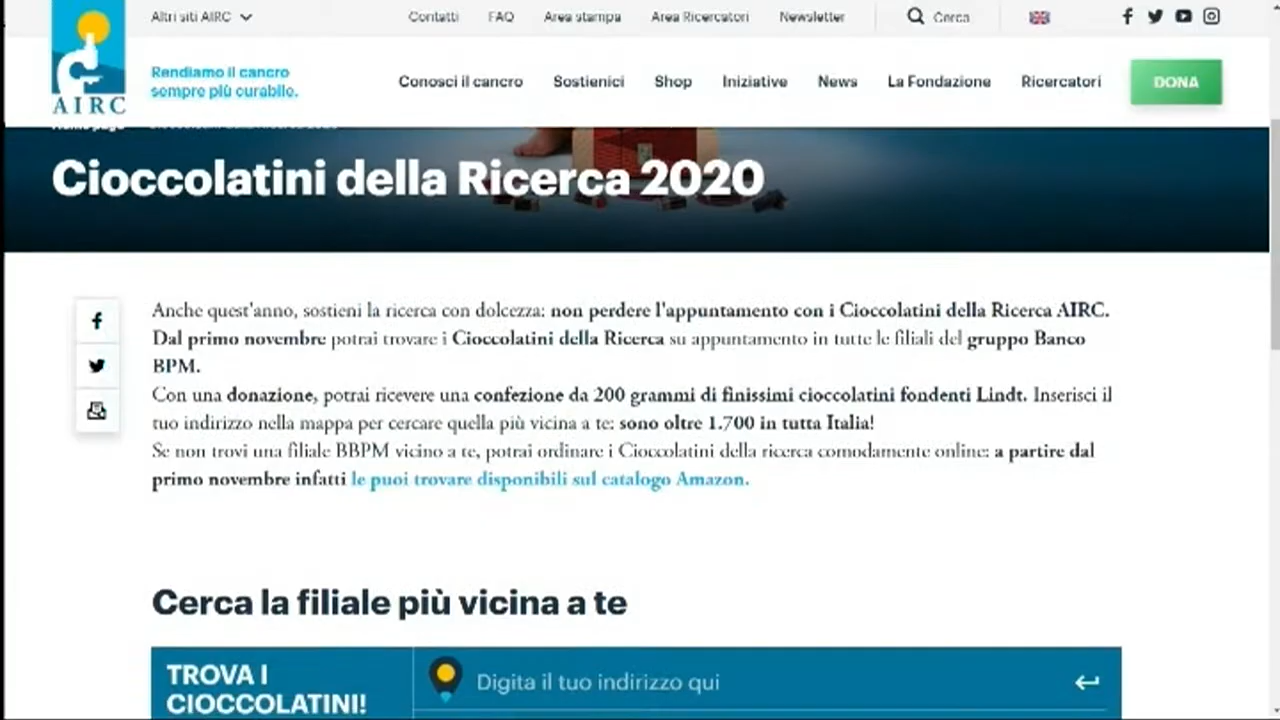 Altri siti AIRC
Contatti FAQ Area stampa Area Ricercatori Newsletter Cerca
AIRC
Rendiamo il cancro
sempre più curabile.
Conosci il cancro Sostienici Shop Iniziative News La Fondazione Ricercatori DONA
Home page
Cioccolatini della Ricerca 2020
Anche quest'anno, sostieni la ricerca con dolcezza: non perdere l'appuntamento con i Cioccolatini della Ricerca AIRC.
Dal primo novembre potrai trovare i Cioccolatini della Ricerca su appuntamento in tutte le filiali del gruppo Banco
BPM.
Con una donazione, potrai ricevere una confezione da 200 grammi di finissimi cioccolatini fondenti Lindt. Inserisci il
tuo indirizzo nella mappa per cercare quella più vicina a te: sono oltre 1.700 in tutta Italia!
Se non trovi una filiale BBPM vicino a te, potrai ordinare i Cioccolatini della ricerca comodamente online: a partire dal
primo novembre infatti le puoi trovare disponibili sul catalogo Amazon.
Cerca la filiale più vicina a te
TROVA I
CIOCCOLATINI!
Digita il tuo indirizzo qui